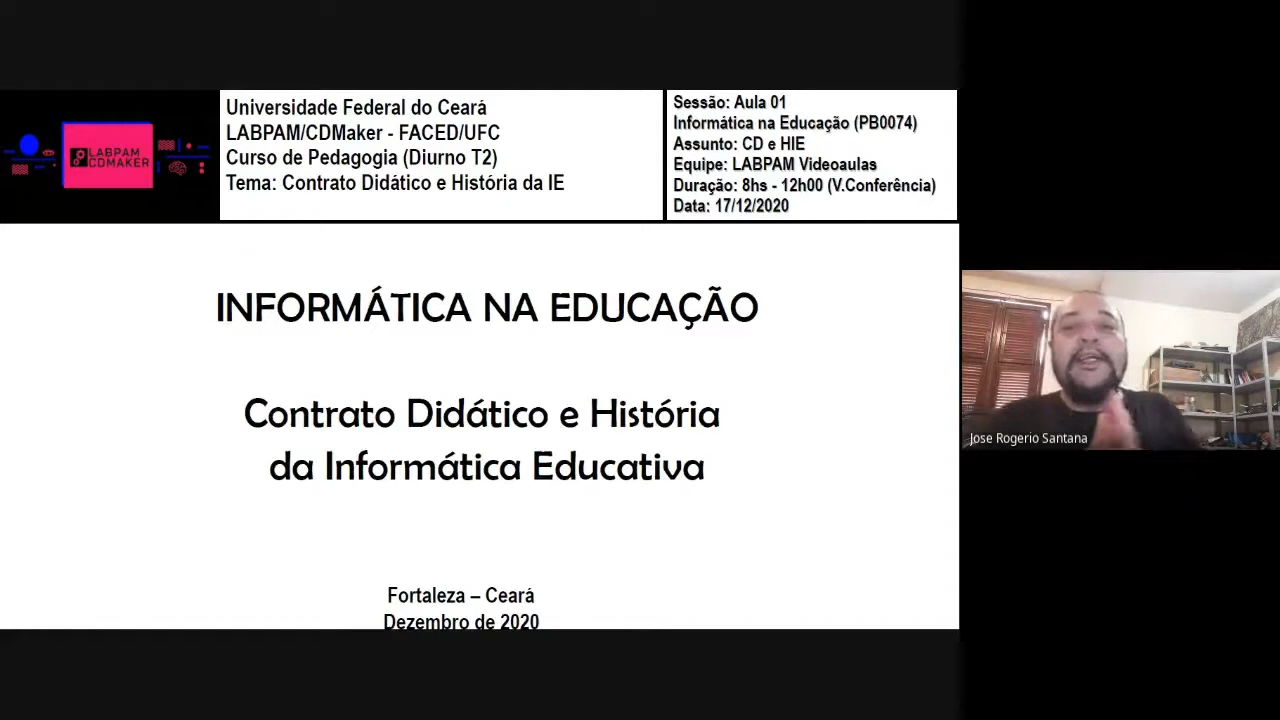 LABPAM
CDMAKER
Universidade Federal do Ceará
LABPAM/CDMaker - FACED/UFC
Curso de Pedagogia (Diurno T2)
Tema: Contrato Didático e História da IE
Sessão: Aula 01
Informática na Educação (PB0074)
Assunto: CD e HIE
Equipe: LABPAM Videoaulas
Duração: 8hs - 12h00 (V.Conferência)
Data: 17/12/2020
INFORMÁTICA NA EDUCAÇÃO
Contrato Didático e História
da Informática Educativa
Jose Rogerio Santana
Fortaleza – Ceará
Dezembro de 2020